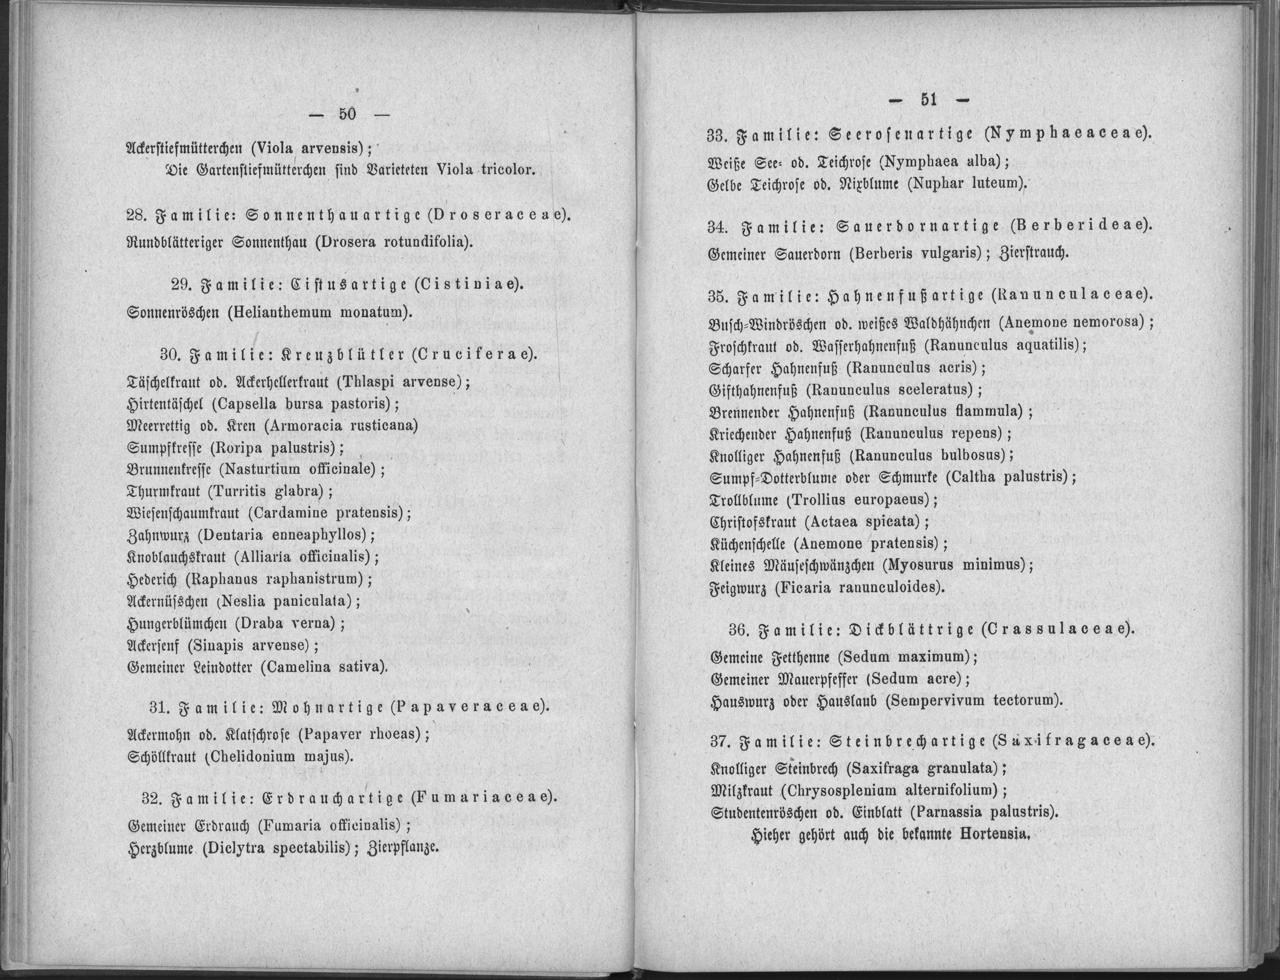 — 50 —
Ackerstiefmütterchen (Viola arvensis);
Die Gartenstiefmütterchen sind Varieteten Viola tricolor.
28. Familie: Sonnenthauartige (Droseraceae).
Rundblätteriger Sonnenthau (Drosera rotundifolia).
29. Familie: Cistusartige (Cistiniae).
Sonnenröschen (Helianthemum monatum).
30. Familie: Kreuzblütler (Cruciferae).
Täschelkraut od. Ackerhellerkraut (Thlaspi arvense);
Hirtentäschel (Capsella bursa pastoris);
Meerrettig od. Kren (Armoracia rusticana)
Sumpfkresse (Roripa palustris);
Brunnenkresse (Nasturtium officinale);
Thurmkraut (Turritis glabra);
Wiesenschaumkraut (Cardamine pratensis);
Zahnwurz (Dentaria enneaphyllos);
Knoblauchskraut (Alliaria officinalis);
Hederich (Raphanus raphanistrum);
Ackernüsschen (Neslia paniculata);
Hungerblümchen (Draba verna);
Ackersenf (Sinapis arvense);
Gemeiner Leindotter (Camelina sativa).
31. Familie: Mohnartige (Papaveraceae).
Ackermohn od. Klatschrose (Papaver rhoeas);
Schöllkraut (Chelidonium majus).
32. Familie: Erdrauchartige (Fumariaceae).
Gemeiner Erdrauch (Fumaria officinalis);
Herzblume (Dielytra spectabilis); Zierpflanze.
— 51 —
33. Familie: Seerosenartige (Nymphaeaceae).
Weiße See- od. Teichrose (Nymphaea alba);
Gelbe Teichrose od. Nixblume (Nuphar luteum).
34. Familie: Sauerdornartige (Berberideae).
Gemeiner Sauerdorn (Berberis vulgaris); Zierstrauch.
35. Familie: Hahnenfußartige (Ranunculaceae).
Busch-Windröschen od. weißes Waldhähnchen (Anemone nemorosa);
Froschkraut od. Wasserhahnenfuß (Ranunculus aquatilis);
Scharfer Hahnenfuß (Ranunculus acris);
Gifthahnenfuß (Ranunculus sceleratus);
Brennender Hahnenfuß (Ranunculus flammula);
Kriechender Hahnenfuß (Ranunculus repens);
Knolliger Hahnenfuß (Ranunculus bulbosus);
Sumpf-Dotterblume oder Schmurke (Caltha palustris);
Trollblume (Trollius europaeus);
Christofskraut (Actaea spicata);
Küchenschelle (Anemone pratensis);
Kleines Mäuseschwänzchen (Myosurus minimus);
Feigwurz (Ficaria ranunculoides).
36. Familie: Dickblättrige (Crassulaceae).
Gemeine Fetthenne (Sedum maximum);
Gemeiner Mauerpfeffer (Sedum acre);
Hauswurz oder Hauslaub (Sempervivum tectorum).
37. Familie: Steinbrechartige (Saxifragaceae).
Knolliger Steinbrech (Saxifraga granulata);
Milzkraut (Chrysospleniam alternifolium);
Studentenröschen od. Einblatt (Parnassia palustris).
Hieher gehört auch die bekannte Hortensia.